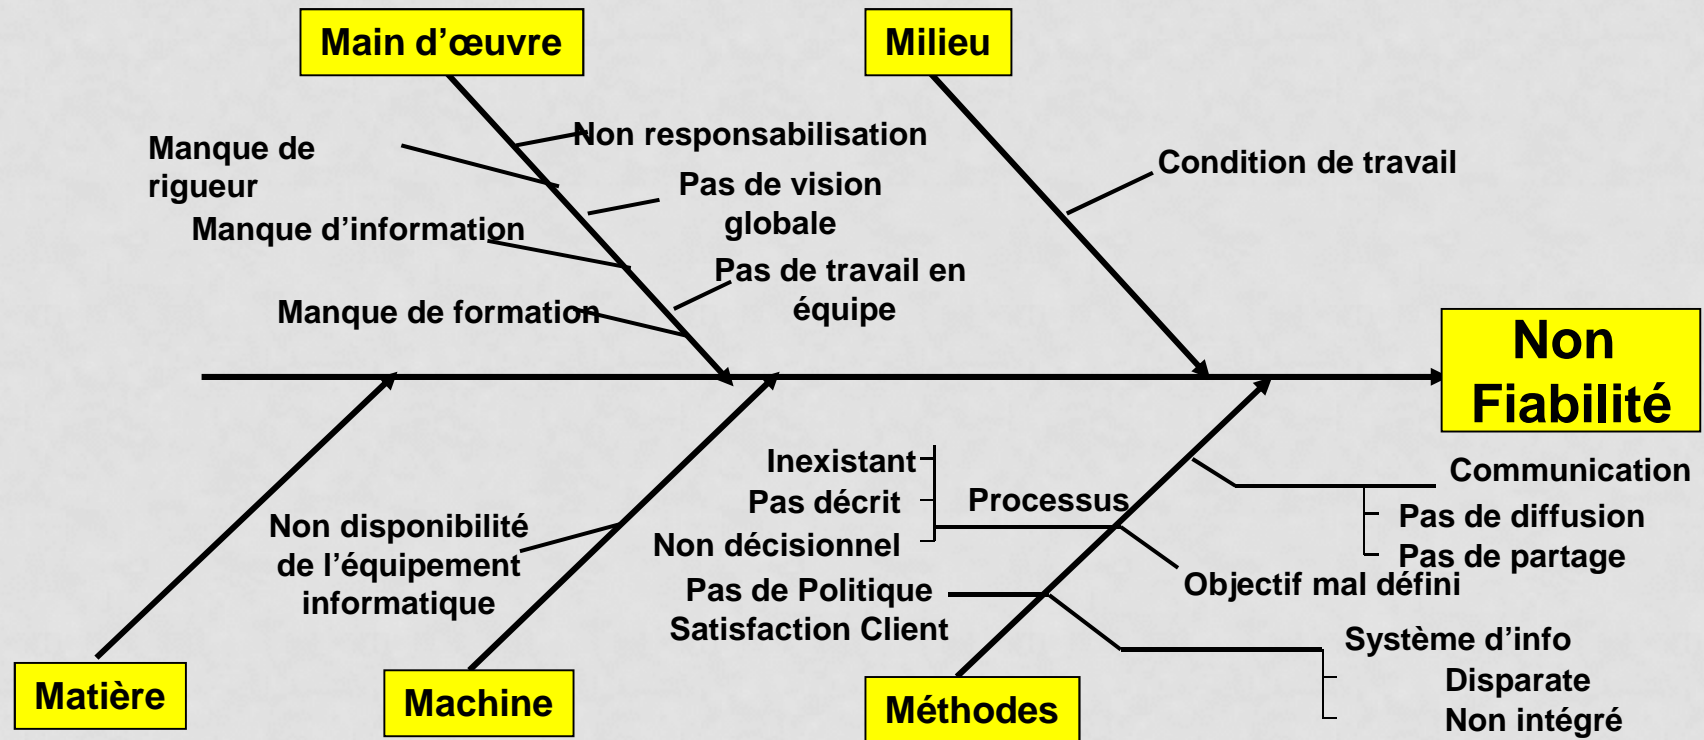 Main d’œuvre
Milieu
Non responsabilisation
Manque de
rigueur
Condition de travail
Pas de vision
globale
Manque d’information
Pas de travail en
équipe
Manque de formation
Non
Fiabilité
Inexistant
Pas décrit
Non décisionnel
Processus
Communication
Pas de diffusion
Pas de partage
Non disponibilité
de l’équipement
informatique
Objectif mal défini
Pas de Politique
Satisfaction Client
Système d’info
Disparate
Non intégré
Matière
Machine
Méthodes